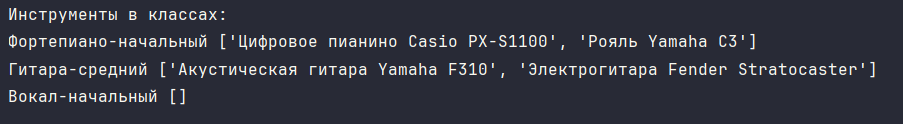 Инструменты в классах:
Фортепиано-начальный ['Цифровое пианино Casio PX-S1100', 'Рояль Yamaha C3']
Гитара-средний ['Акустическая гитара Yamaha F310', 'Электрогитара Fender Stratocaster']
Вокал-начальный []